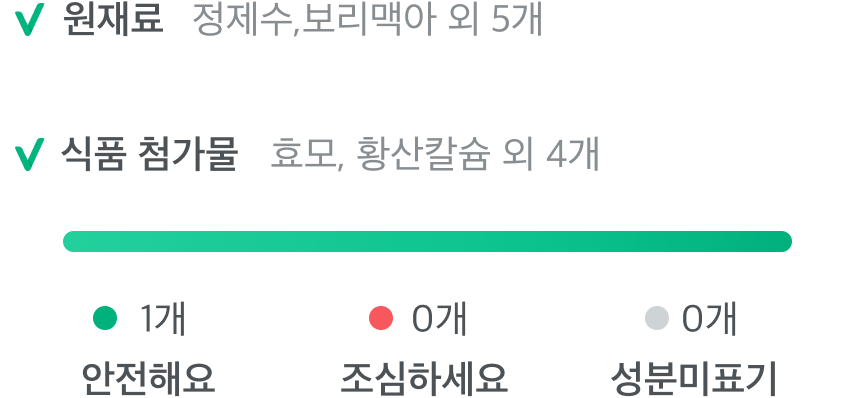 원재료 정제수,보리맥아 외 5개
식품 첨가물 효모, 황산칼슘 외 4개
1개 0개 0개
안전해요 조심하세요 성분미표기